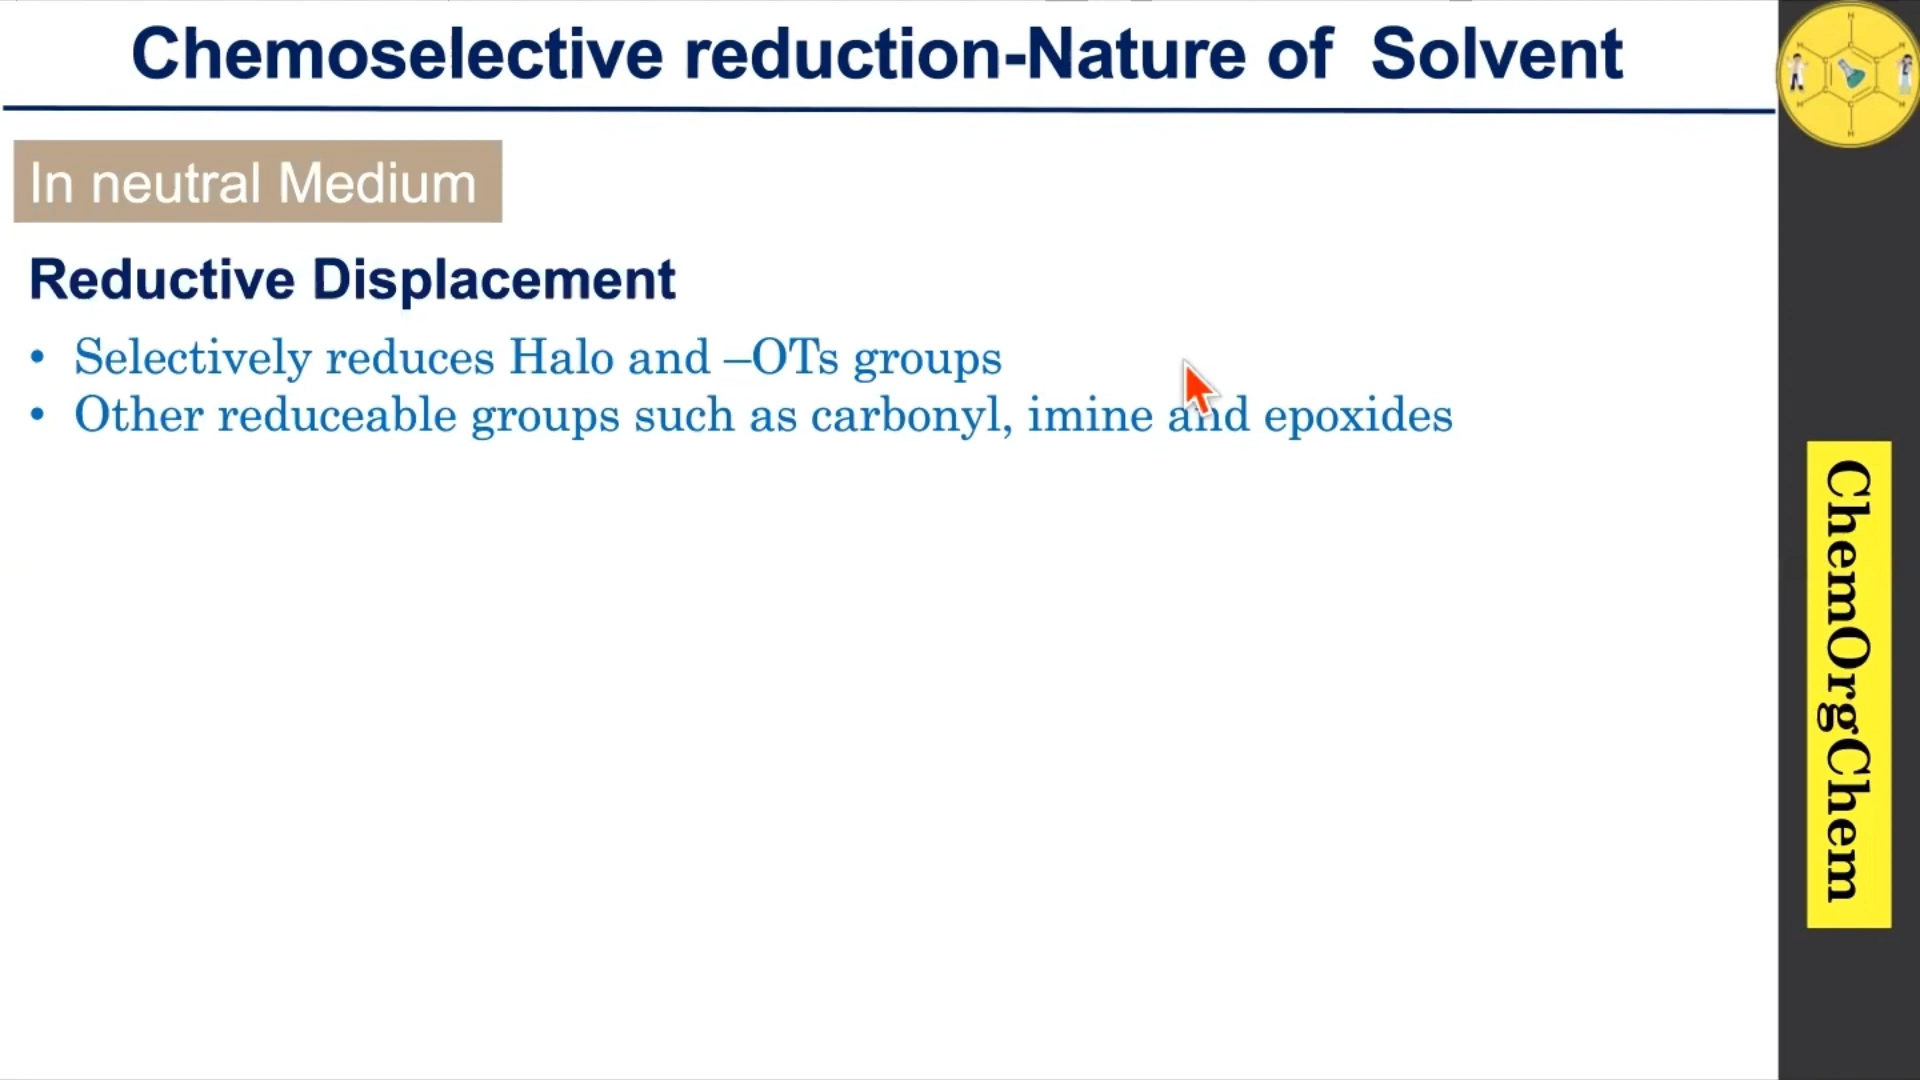 Chemoselective reduction-Nature of Solvent
In neutral Medium
Reductive Displacement
• Selectively reduces Halo and –OTs groups
• Other reduceable groups such as carbonyl, imine and epoxides
ChemOrgChem